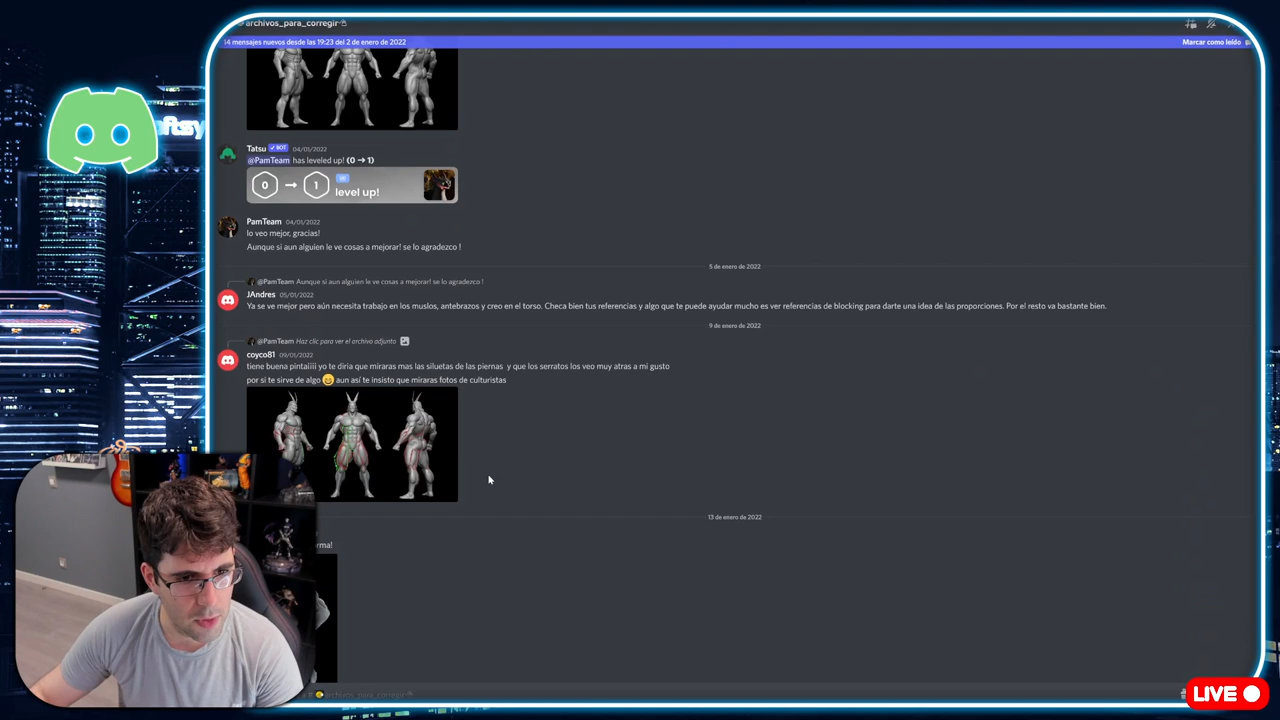 archivos_para_corregir
14 mensajes nuevos desde las 19:23 del 2 de enero de 2022
Marcar como leído
Tatsu BOT 04/01/2022
@PamTeam has leveled up! (0 → 1)
0 → 1 level up!
PamTeam 04/01/2022
lo veo mejor, gracias!
Aunque si aun alguien le ve cosas a mejorar! se lo agradezco !
5 de enero de 2022
@PamTeam Aunque si aun alguien le ve cosas a mejorar! se lo agradezco !
JAndres 05/01/2022
Ya se ve mejor pero aún necesita trabajo en los muslos, antebrazos y creo en el torso. Checa bien tus referencias y algo que te puede ayudar mucho es ver referencias de blocking para darte una idea de las proporciones. Por el resto va bastante bien.
9 de enero de 2022
@PamTeam Haz clic para ver el archivo adjunto
coyco81 09/01/2022
tiene buena pintaiiii yo te diria que miraras mas las siluetas de las piernas y que los serratos los veo muy atras a mi gusto
por si te sirve de algo 😄 aun así te insisto que miraras fotos de culturistas
13 de enero de 2022
rma!
archivos_para_corregir
LIVE